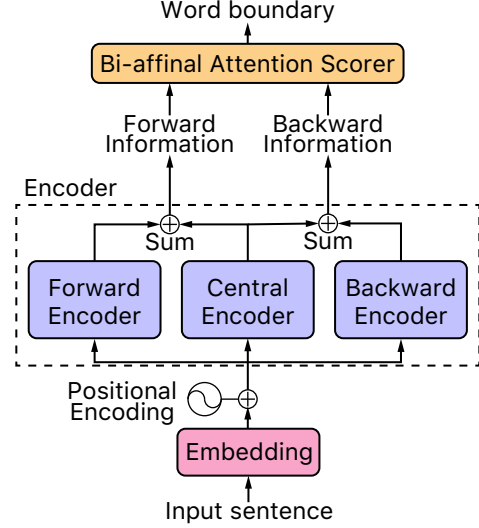 Word boundary
Bi-affinal Attention Scorer
Forward
Information
Backward
Information
Encoder
Sum
Sum
Forward
Encoder
Central
Encoder
Backward
Encoder
Positional
Encoding
Embedding
Input sentence